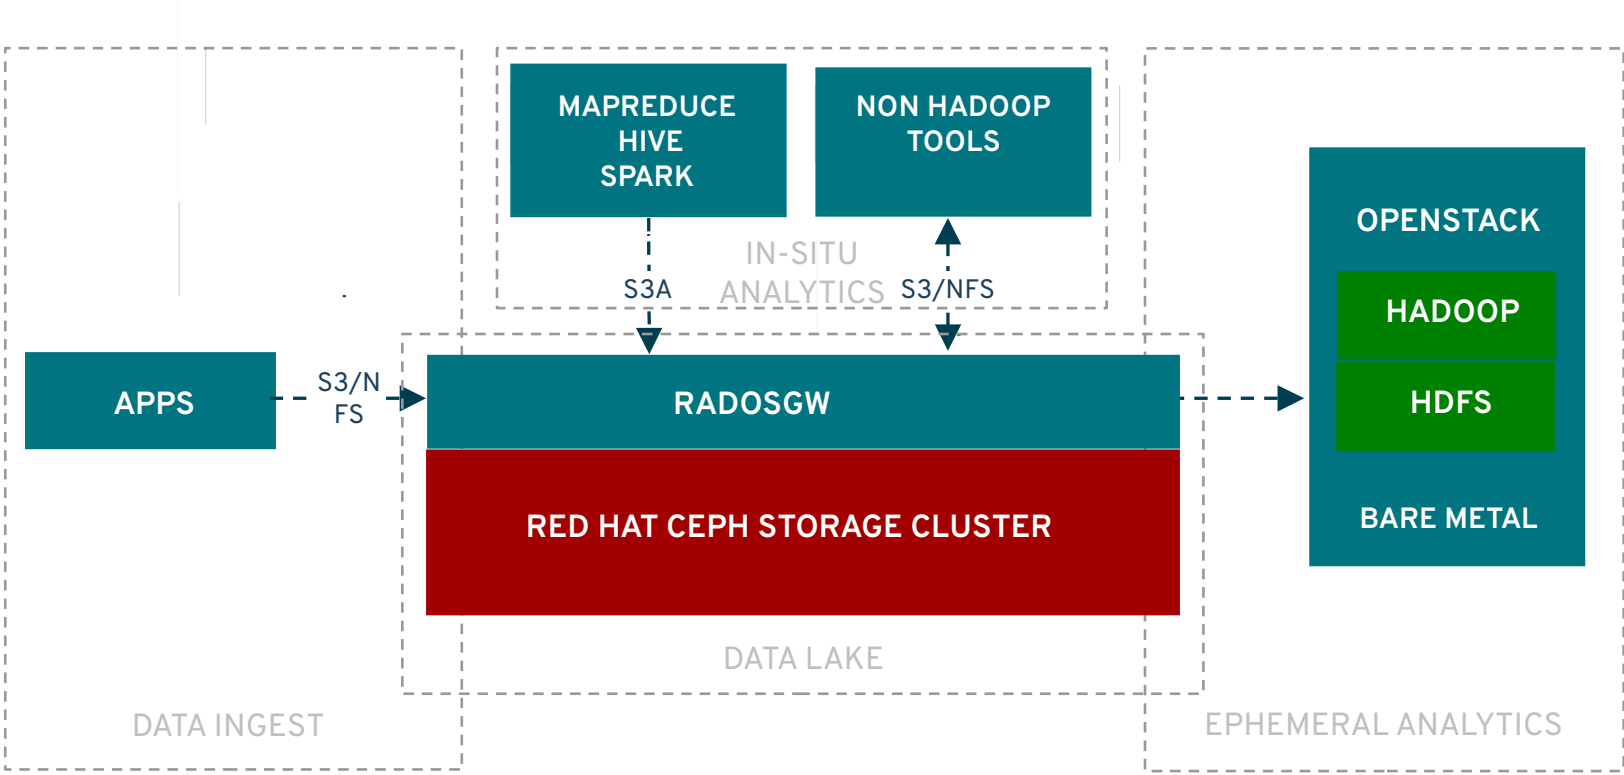 MAPREDUCE
HIVE
SPARK
NON HADOOP
TOOLS
IN-SITU
ANALYTICS
S3A
S3/NFS
APPS
S3/N
FS
RADOSGW
RED HAT CEPH STORAGE CLUSTER
DATA LAKE
DATA INGEST
OPENSTACK
HADOOP
HDFS
BARE METAL
EPHEMERAL ANALYTICS